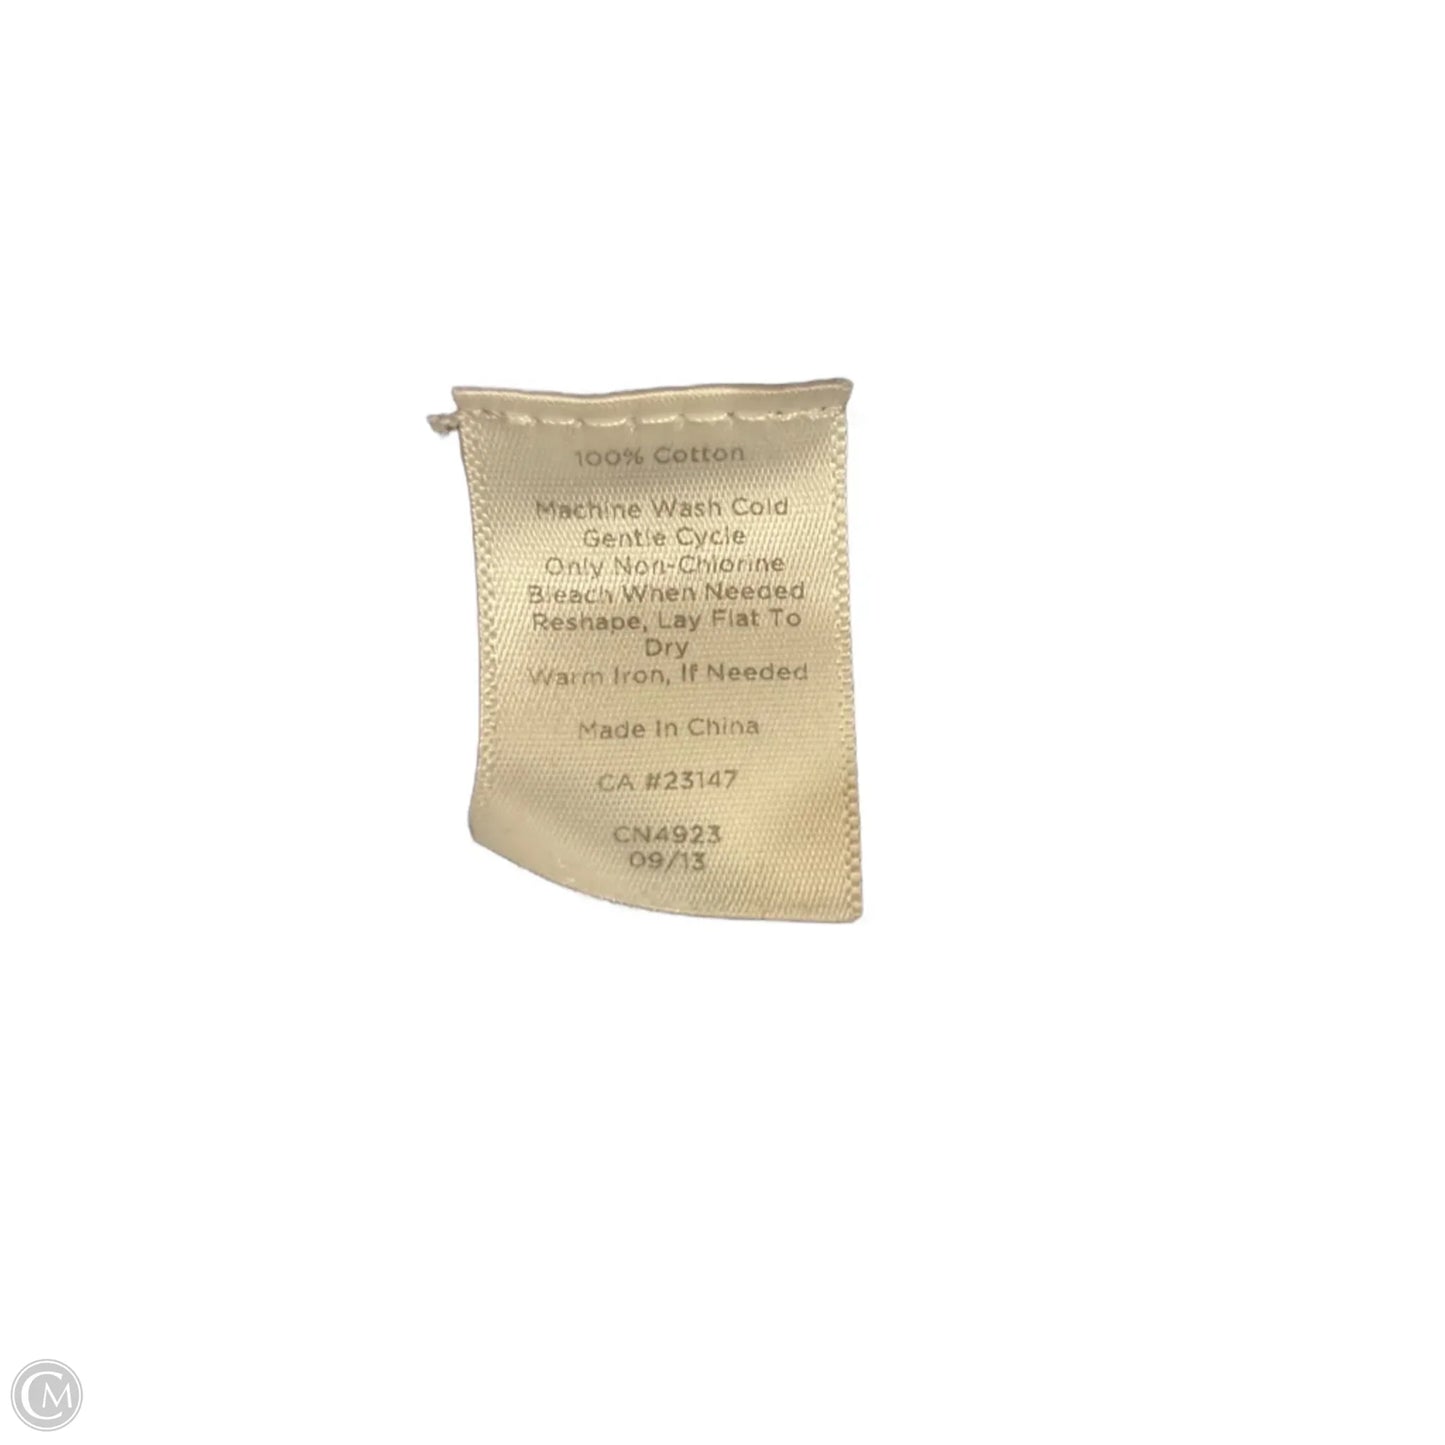 100% Cotton
Machine Wash Cold
Gentle Cycle
Only Non-Chlorine
Bleach When Needed
Reshape, Lay Flat To
Dry
Warm Iron, If Needed
Made In China
CA #23147
CN4923
09/13
CM